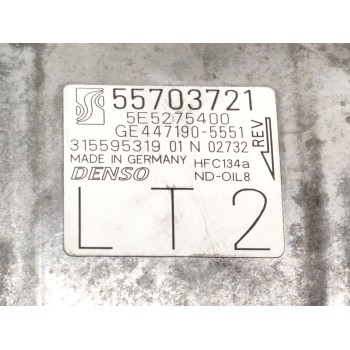 55703721
5E5275400
GE447190-5551
315595319 01 N 02732
REV
MADE IN GERMANY HFC134a
DENSO ND-OIL8
LT2